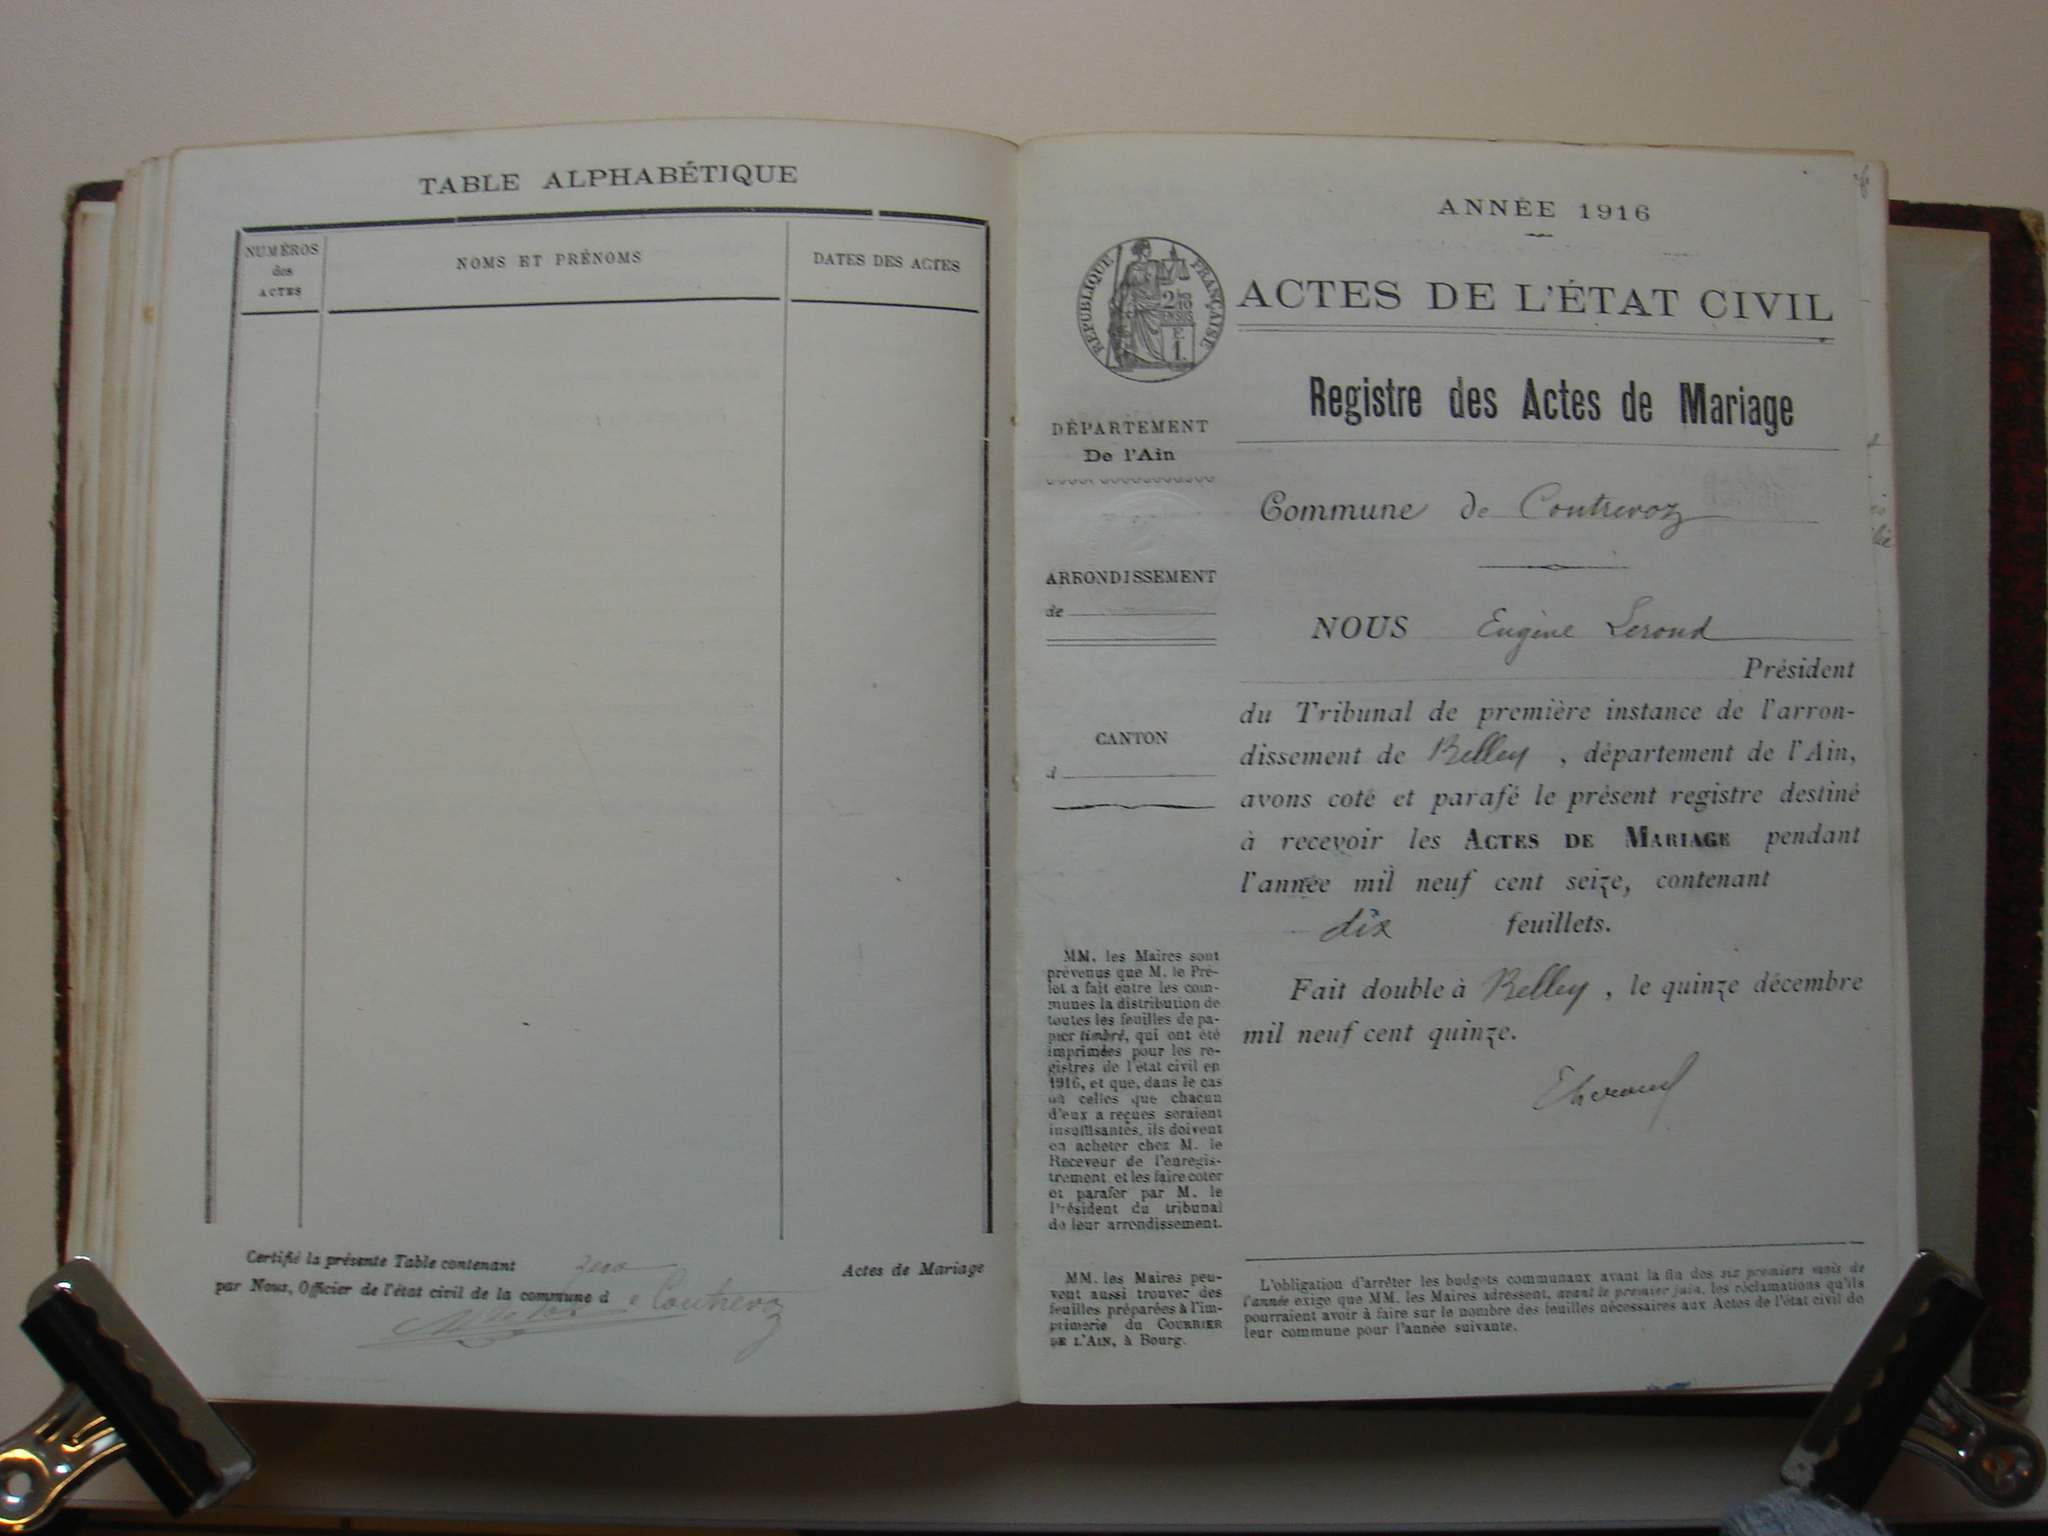 TABLE ALPHABÉTIQUE
NUMÉROS
des
ACTES
NOMS ET PRÉNOMS
DATES DES ACTES
Certifié la présente Table contenant zéro Actes de Mariage
par Nous, Officier de l'état civil de la commune d e Contrevoz
ANNÉE 1916
RÉPUBLIQUE FRANÇAISE
2/10
EN SUS
E.
1.
ACTES DE L'ÉTAT CIVIL
Registre des Actes de Mariage
DÉPARTEMENT
De l'Ain
Commune de Contrevoz
ARRONDISSEMENT
de
CANTON
d
NOUS Eugène Leroud
Président
du Tribunal de première instance de l'arron-
dissement de Belley , département de l'Ain,
avons coté et parafé le présent registre destiné
à recevoir les ACTES DE MARIAGE pendant
l'année mil neuf cent seize, contenant
dix feuillets.
Fait double à Belley , le quinze décembre
mil neuf cent quinze.
ELeroud
MM. les Maires sont
prévenus que M. le Pré-
fet a fait entre les com-
munes la distribution de
toutes les feuilles de pa-
pier timbré, qui ont été
imprimées pour les re-
gistres de l'état civil en
1916, et que, dans le cas
où celles que chacun
d'eux a reçues seraient
insuffisantes, ils doivent
en acheter chez M. le
Receveur de l'enregis-
trement et les faire coter
et parafer par M. le
Président du tribunal
de leur arrondissement.
MM. les Maires peu-
vent aussi trouver des
feuilles préparées à l'im-
primerie du COURRIER
DE L'AIN, à Bourg.
L'obligation d'arrêter les budgets communaux avant la fin des six premiers mois de
l'année exige que MM. les Maires adressent, avant le premier juin, les réclamations qu'ils
pourraient avoir à faire sur le nombre des feuilles nécessaires aux Actes de l'état civil de
leur commune pour l'année suivante.